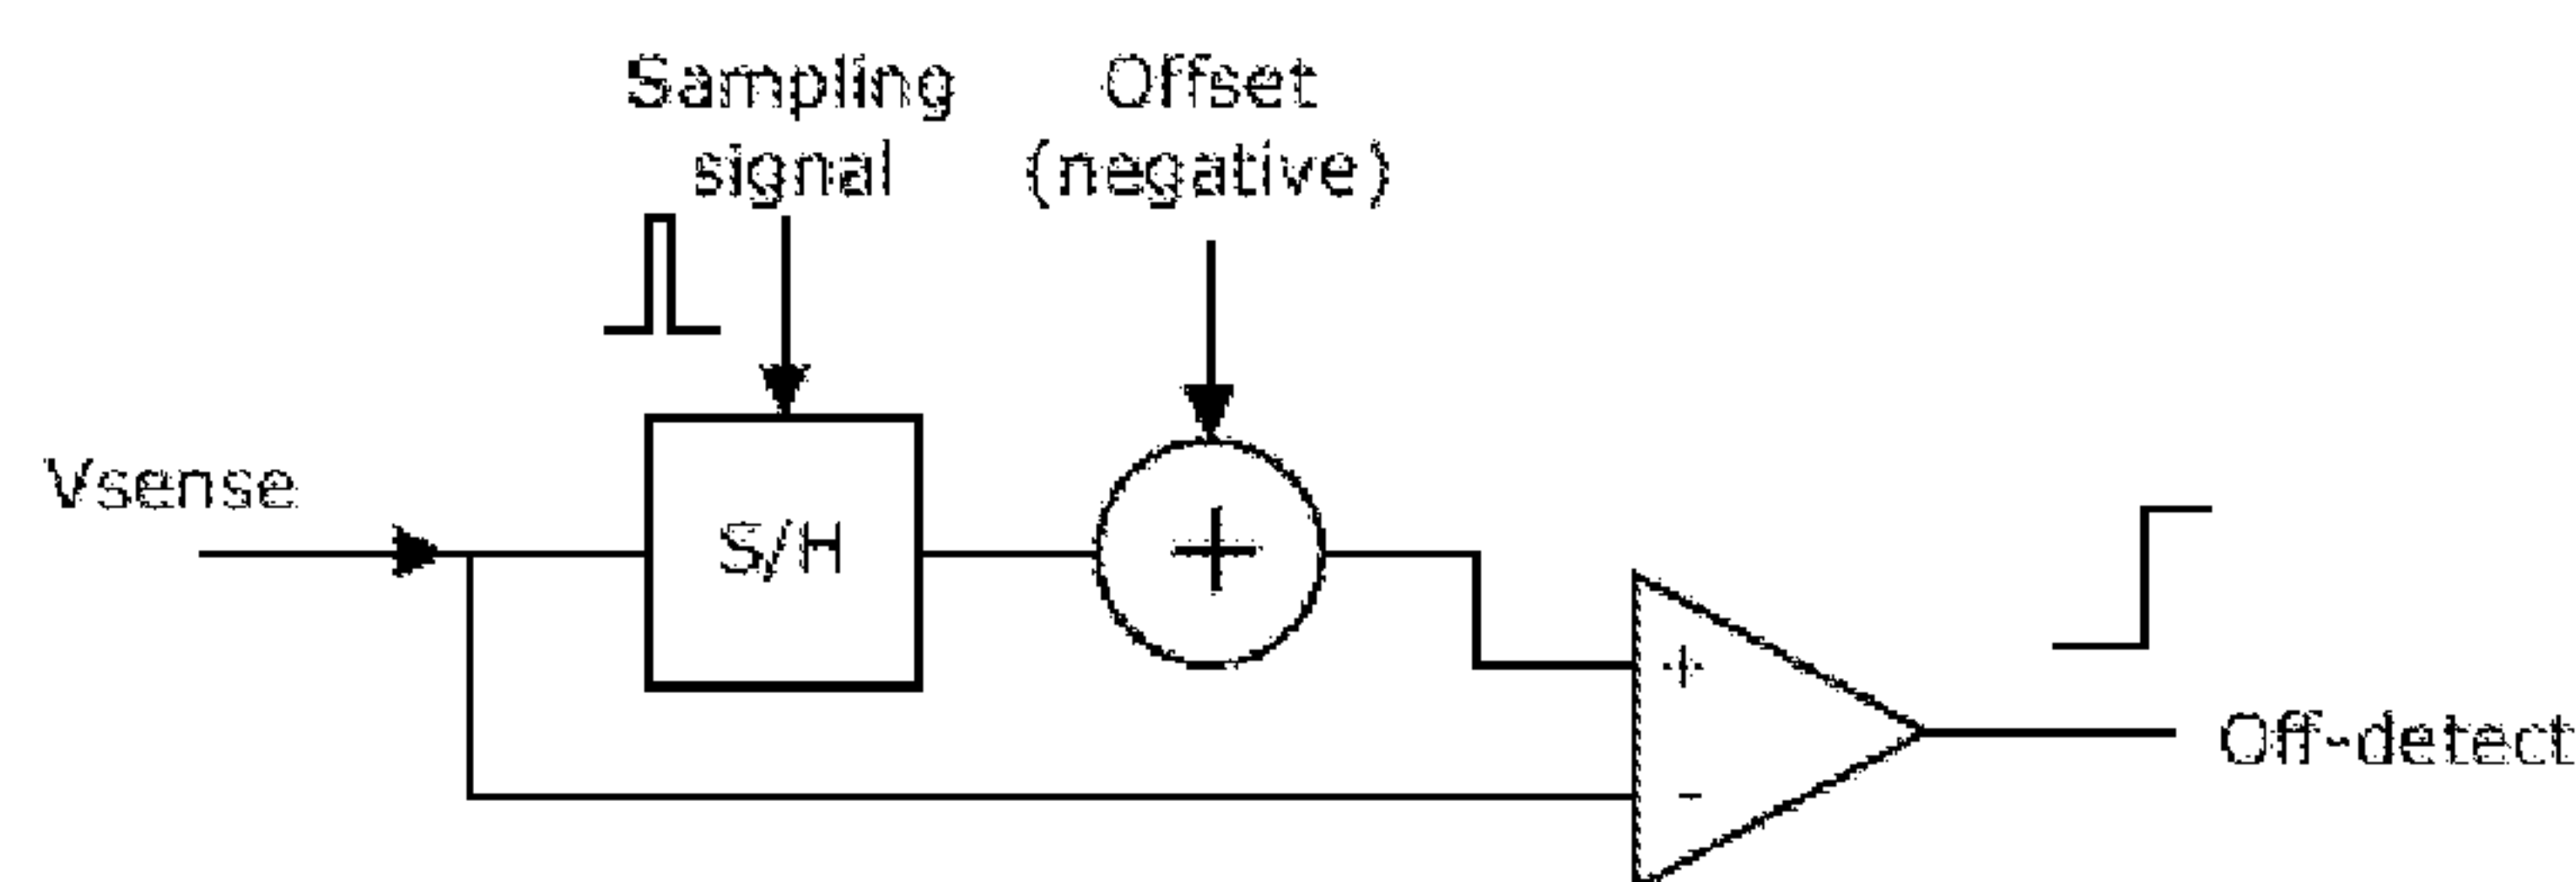 Sampling
signal
Offset
(negative)
Vsense
S/H
+
+
-
Off-detect